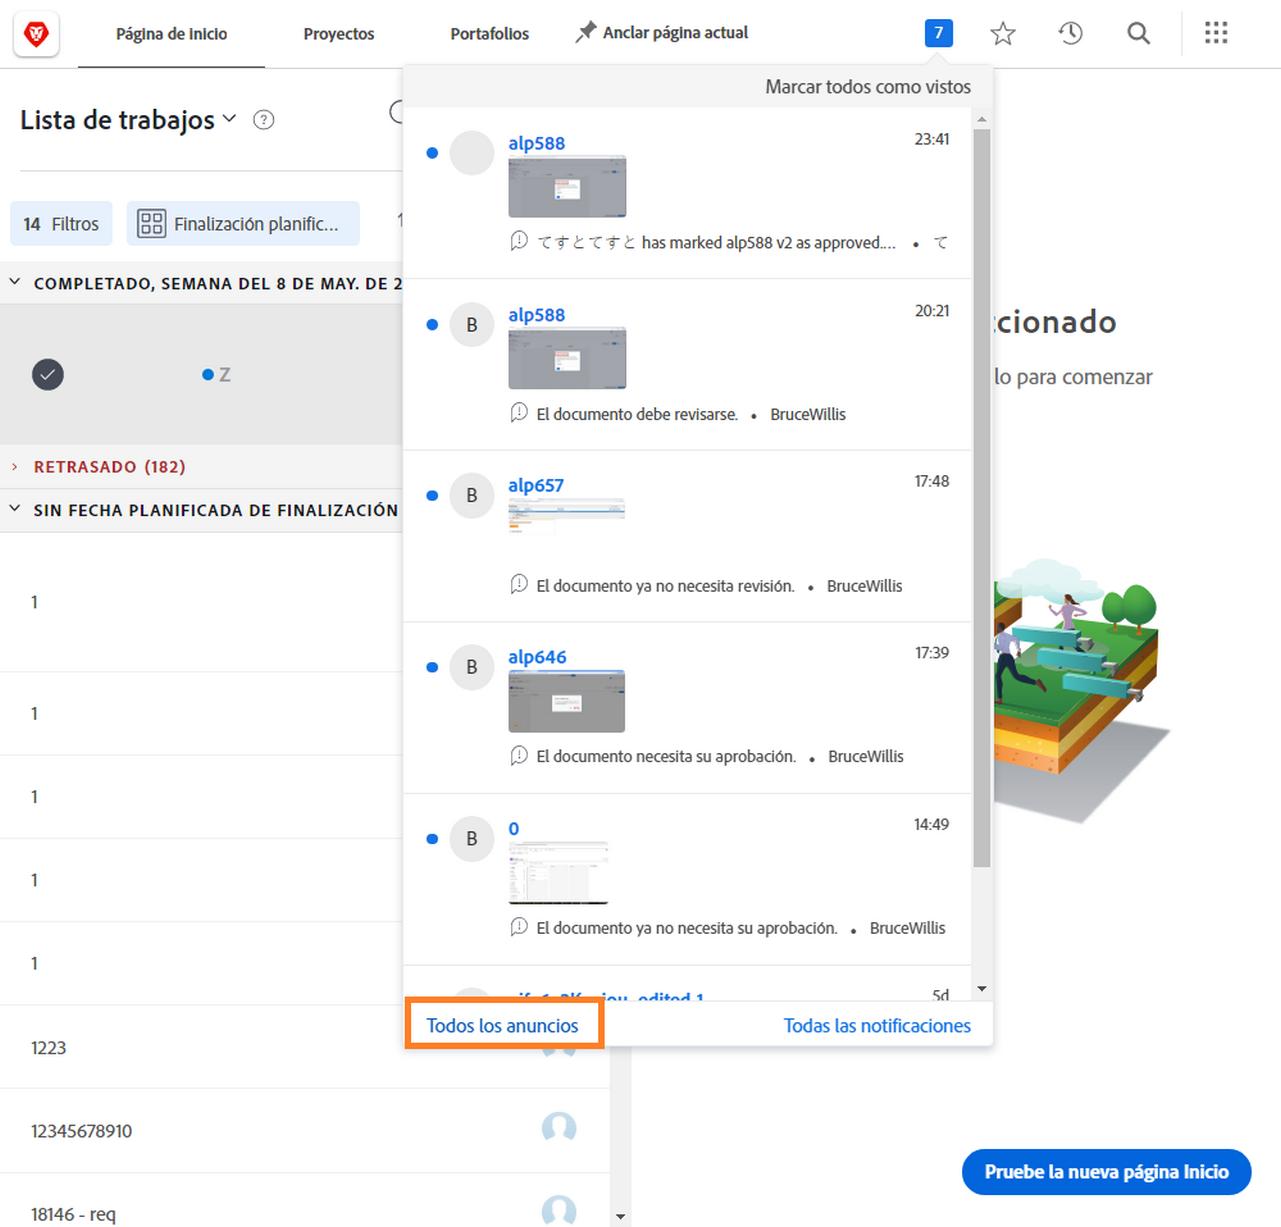 Página de inicio
Proyectos
Portafolios
Anclar página actual
7
Marcar todos como vistos
Lista de trabajos
?
14 Filtros
Finalización planific...
COMPLETADO, SEMANA DEL 8 DE MAY. DE 2
Z
RETRASADO (182)
SIN FECHA PLANIFICADA DE FINALIZACIÓN
1
1
1
1
1
1223
12345678910
18146 - req
alp588
23:41
てすとてすと has marked alp588 v2 as approved.... • て
B
alp588
20:21
El documento debe revisarse. • BruceWillis
B
alp657
17:48
El documento ya no necesita revisión. • BruceWillis
B
alp646
17:39
El documento necesita su aprobación. • BruceWillis
B
0
14:49
El documento ya no necesita su aprobación. • BruceWillis
5d
Todos los anuncios
Todas las notificaciones
ccionado
lo para comenzar
Pruebe la nueva página Inicio